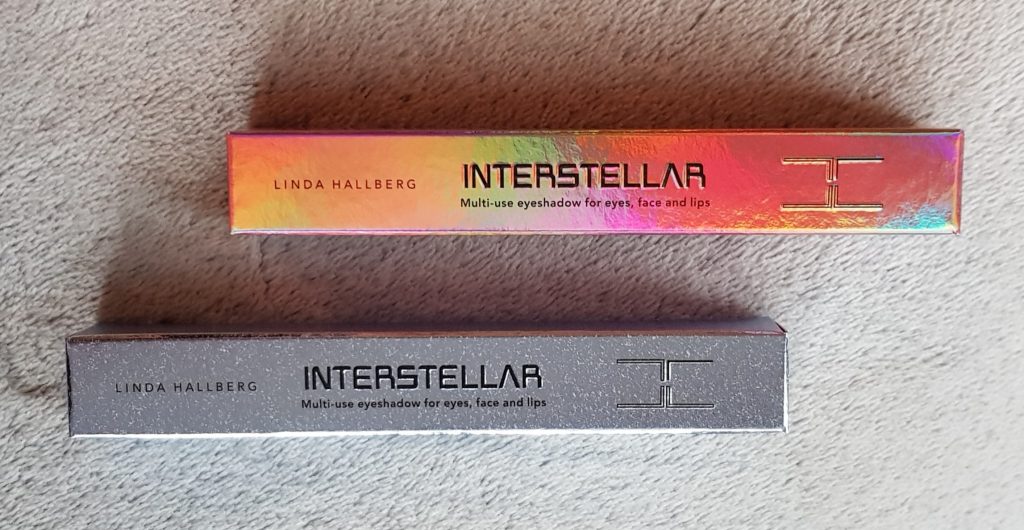 LINDA HALLBERG
INTERSTELLAR
Multi-use eyeshadow for eyes, face and lips
LINDA HALLBERG
INTERSTELLAR
Multi-use eyeshadow for eyes, face and lips